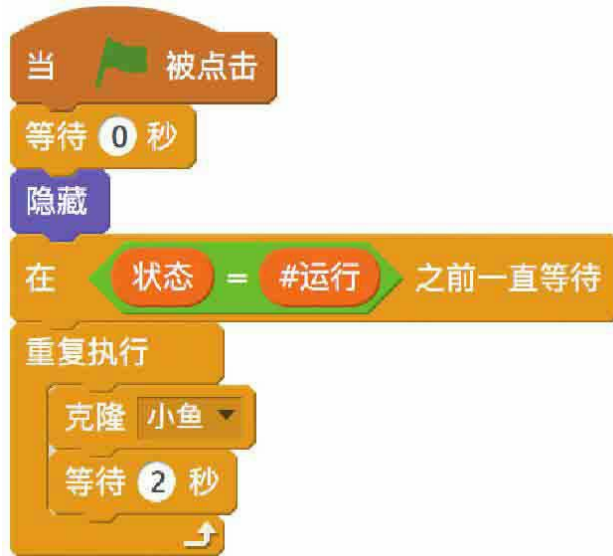 当 被点击
等待 0 秒
隐藏
在 状态 = #运行 之前一直等待
重复执行
克隆 小鱼
等待 2 秒